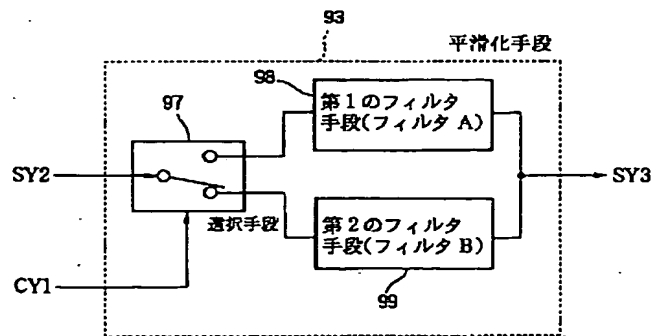 93
平滑化手段
98
第1のフィルタ
手段(フィルタ A)
97
SY2
SY3
選択手段
第2のフィルタ
手段(フィルタ B)
CY1
99